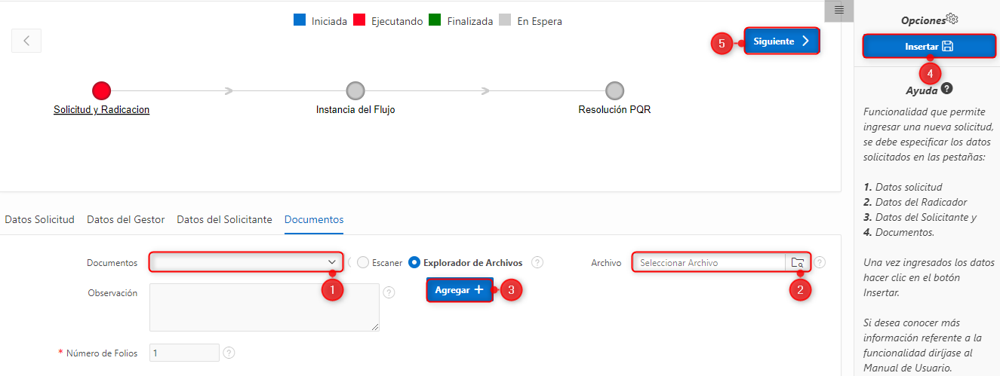 Iniciada Ejecutando Finalizada En Espera
5 Siguiente
Solicitud y Radicacion Instancia del Flujo Resolución PQR
Datos Solicitud Datos del Gestor Datos del Solicitante Documentos
Documentos Escaner Explorador de Archivos ? Archivo Seleccionar Archivo ?
1 2
Observación ? Agregar + 3
* Número de Folios 1 ?
Opciones
Insertar
4
Ayuda ?
Funcionalidad que permite
ingresar una nueva solicitud,
se debe especificar los datos
solicitados en las pestañas:
1. Datos solicitud
2. Datos del Radicador
3. Datos del Solicitante y
4. Documentos.
Una vez ingresados los datos
hacer clic en el botón
Insertar.
Si desea conocer más
información referente a la
funcionalidad diríjase al
Manual de Usuario.